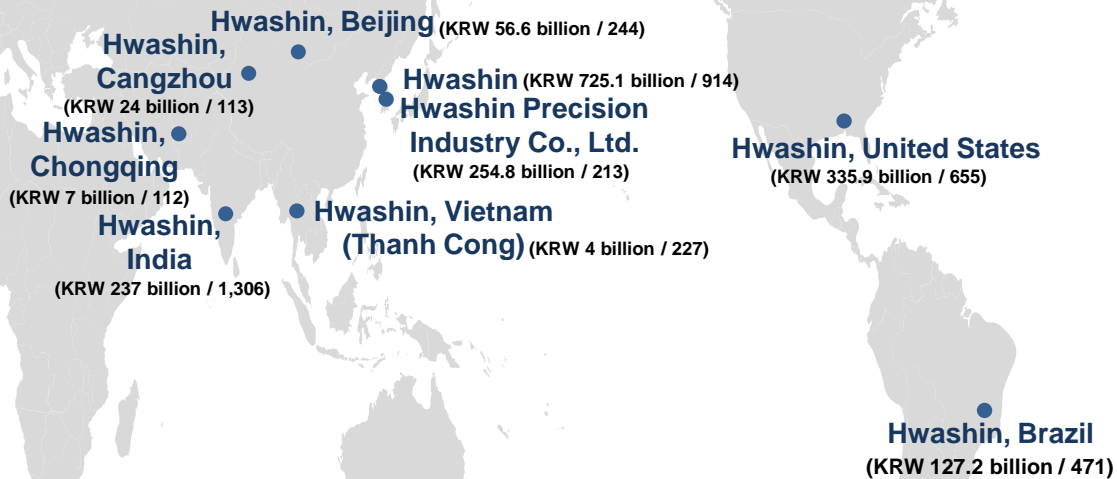 Hwashin, Beijing (KRW 56.6 billion / 244)
Hwashin,
Cangzhou
(KRW 24 billion / 113)
Hwashin (KRW 725.1 billion / 914)
Hwashin Precision
Industry Co., Ltd.
(KRW 254.8 billion / 213)
Hwashin,
Chongqing
(KRW 7 billion / 112)
Hwashin, United States
(KRW 335.9 billion / 655)
Hwashin,
India
(KRW 237 billion / 1,306)
Hwashin, Vietnam
(Thanh Cong) (KRW 4 billion / 227)
Hwashin, Brazil
(KRW 127.2 billion / 471)